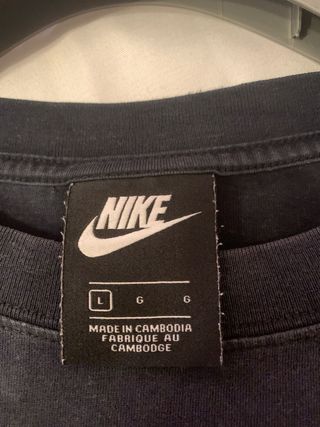 NIKE
L G G
MADE IN CAMBODIA
FABRIQUE AU
CAMBODGE